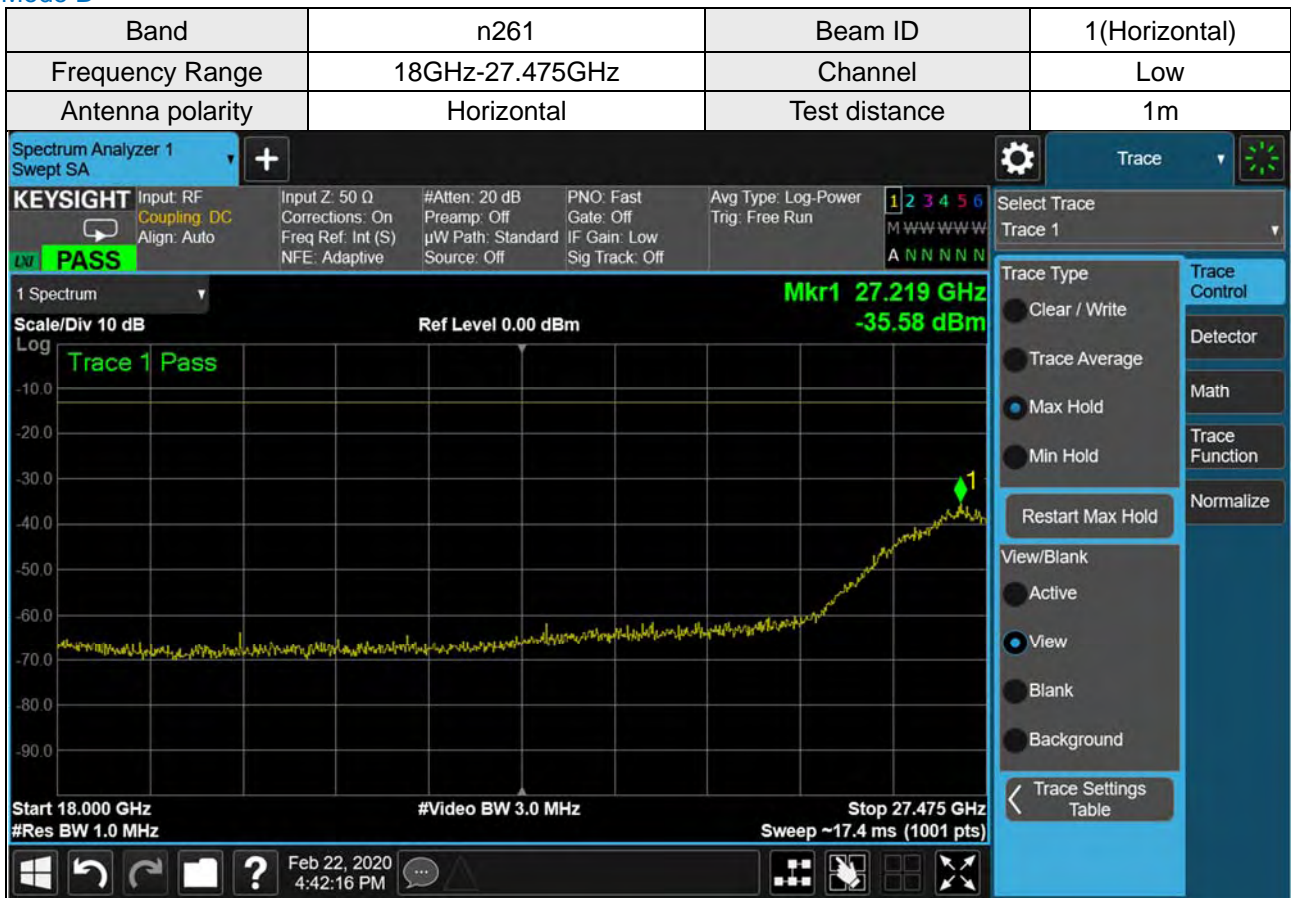 Band n261 Beam ID 1(Horizontal)
Frequency Range 18GHz-27.475GHz Channel Low
Antenna polarity Horizontal Test distance 1m
Spectrum Analyzer 1
Swept SA
+
Trace
KEYSIGHT
Input: RF
Coupling: DC
Align: Auto
LXI PASS
Input Z: 50 Ω
Corrections: On
Freq Ref: Int (S)
NFE: Adaptive
#Atten: 20 dB
Preamp: Off
µW Path: Standard
Source: Off
PNO: Fast
Gate: Off
IF Gain: Low
Sig Track: Off
Avg Type: Log-Power
Trig: Free Run
1 2 3 4 5 6
M W W W W W
A N N N N N
Select Trace
Trace 1
1 Spectrum
Mkr1 27.219 GHz
Scale/Div 10 dB
Ref Level 0.00 dBm
-35.58 dBm
Log
Trace 1 Pass
1
-10.0
-20.0
-30.0
-40.0
-50.0
-60.0
-70.0
-80.0
-90.0
Start 18.000 GHz
#Video BW 3.0 MHz
Stop 27.475 GHz
#Res BW 1.0 MHz
Sweep ~17.4 ms (1001 pts)
Trace Type
Clear / Write
Trace Average
Max Hold
Min Hold
Restart Max Hold
View/Blank
Active
View
Blank
Background
Trace Settings
Table
Trace
Control
Detector
Math
Trace
Function
Normalize
?
Feb 22, 2020
4:42:16 PM